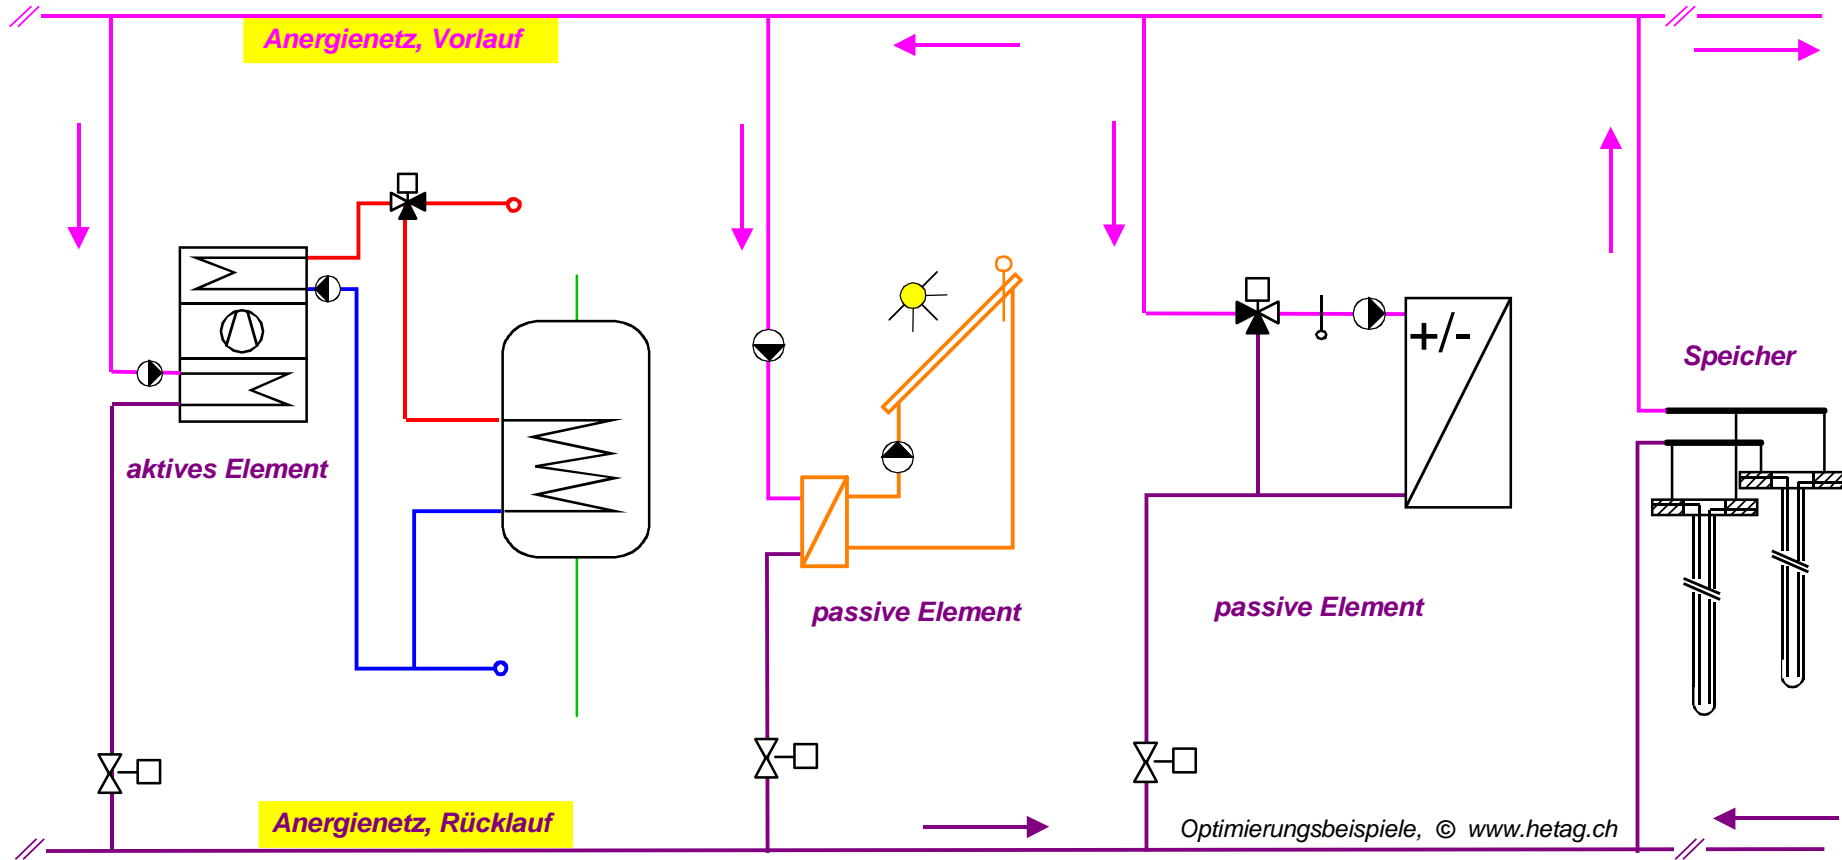 Anergienetz, Vorlauf
+/-
Speicher
aktives Element
passive Element
passive Element
Anergienetz, Rücklauf
Optimierungsbeispiele, © www.hetag.ch